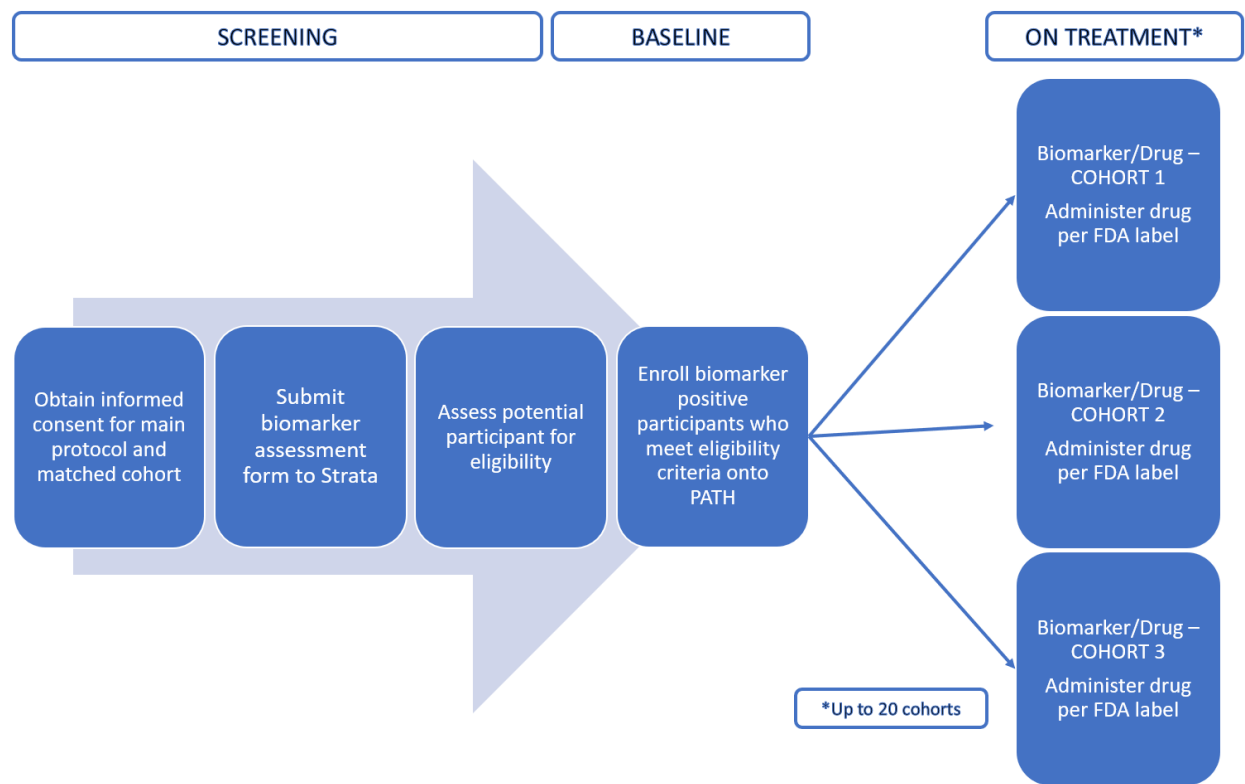 SCREENING
BASELINE
ON TREATMENT*
Obtain informed
consent for main
protocol and
matched cohort
Submit
biomarker
assessment
form to Strata
Assess potential
participant for
eligibility
Enroll biomarker
positive
participants who
meet eligibility
criteria onto
PATH
Biomarker/Drug –
COHORT 1
Administer drug
per FDA label
Biomarker/Drug –
COHORT 2
Administer drug
per FDA label
Biomarker/Drug –
COHORT 3
Administer drug
per FDA label
*Up to 20 cohorts